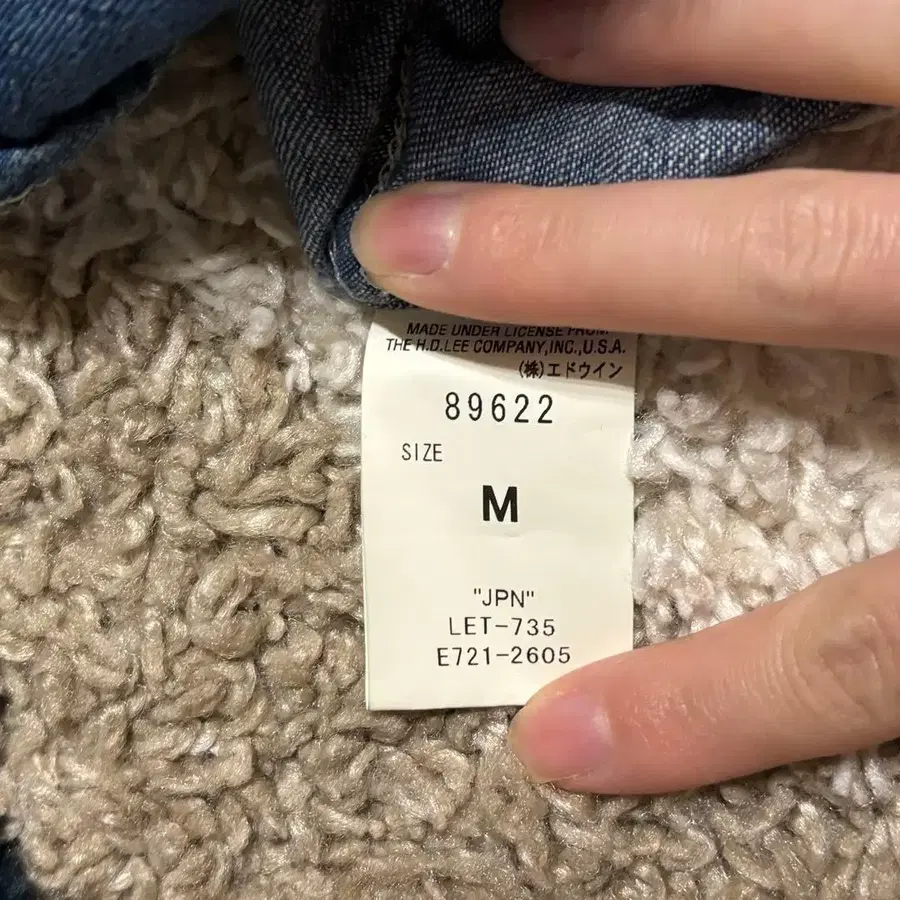 MADE UNDER LICENSE FROM
THE H.D.LEE COMPANY,INC.,U.S.A.
(株)エドウイン
89622
SIZE
M
"JPN"
LET-735
E721-2605